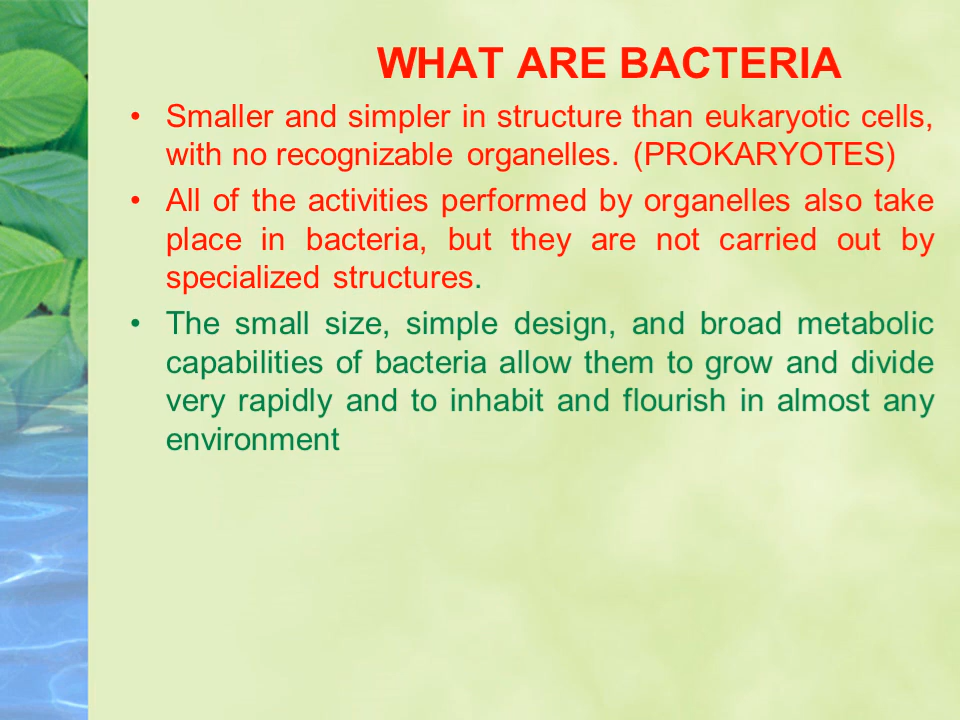 WHAT ARE BACTERIA
• Smaller and simpler in structure than eukaryotic cells,
with no recognizable organelles. (PROKARYOTES)
• All of the activities performed by organelles also take
place in bacteria, but they are not carried out by
specialized structures.
• The small size, simple design, and broad metabolic
capabilities of bacteria allow them to grow and divide
very rapidly and to inhabit and flourish in almost any
environment